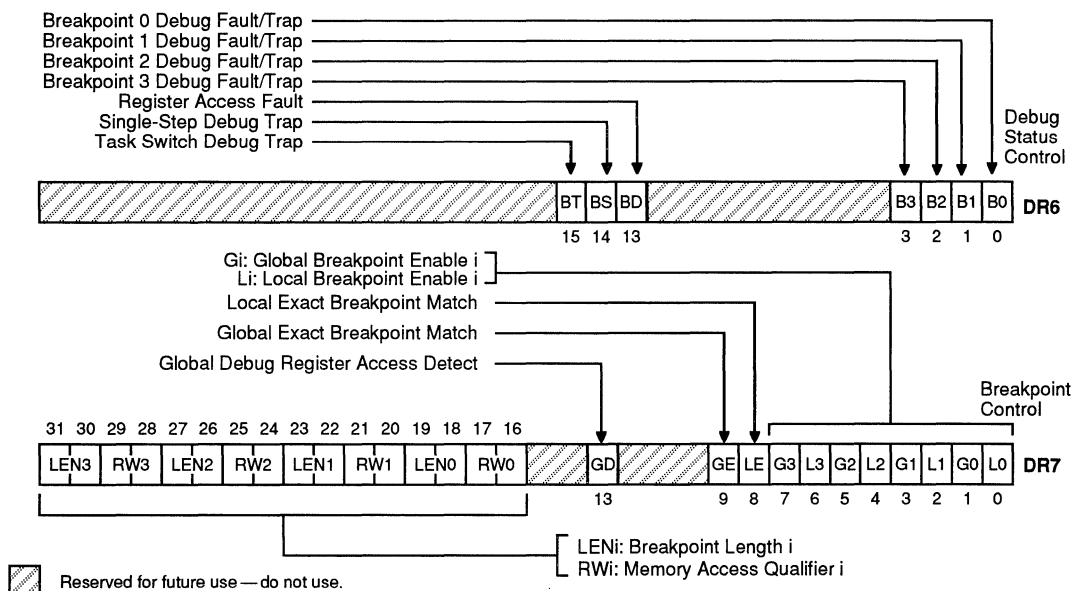 Breakpoint 0 Debug Fault/Trap
Breakpoint 1 Debug Fault/Trap
Breakpoint 2 Debug Fault/Trap
Breakpoint 3 Debug Fault/Trap
Register Access Fault
Single-Step Debug Trap
Task Switch Debug Trap
Debug
Status
Control
BT BS BD B3 B2 B1 B0 DR6
15 14 13 3 2 1 0
Gi: Global Breakpoint Enable i
Li: Local Breakpoint Enable i
Local Exact Breakpoint Match
Global Exact Breakpoint Match
Global Debug Register Access Detect
Breakpoint
Control
31 30 29 28 27 26 25 24 23 22 21 20 19 18 17 16
LEN3 RW3 LEN2 RW2 LEN1 RW1 LEN0 RW0 GD GE LE G3 L3 G2 L2 G1 L1 G0 L0 DR7
13 9 8 7 6 5 4 3 2 1 0
LENi: Breakpoint Length i
RWi: Memory Access Qualifier i
Reserved for future use — do not use.